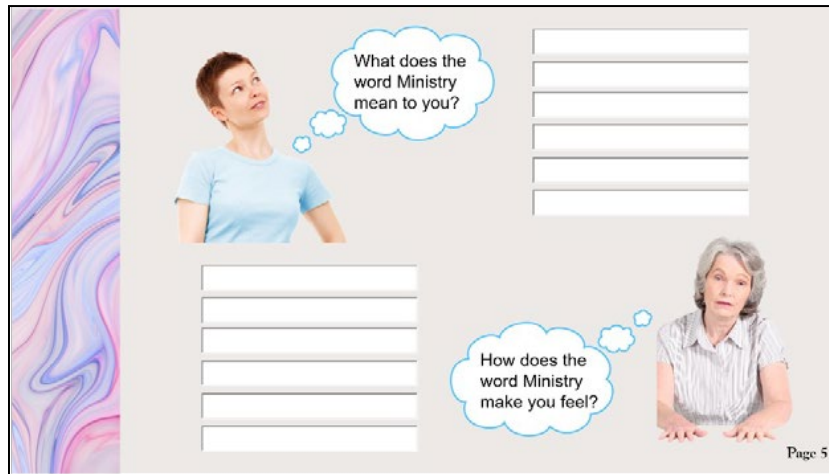 What does the
word Ministry
mean to you?
How does the
word Ministry
make you feel?
Page 5